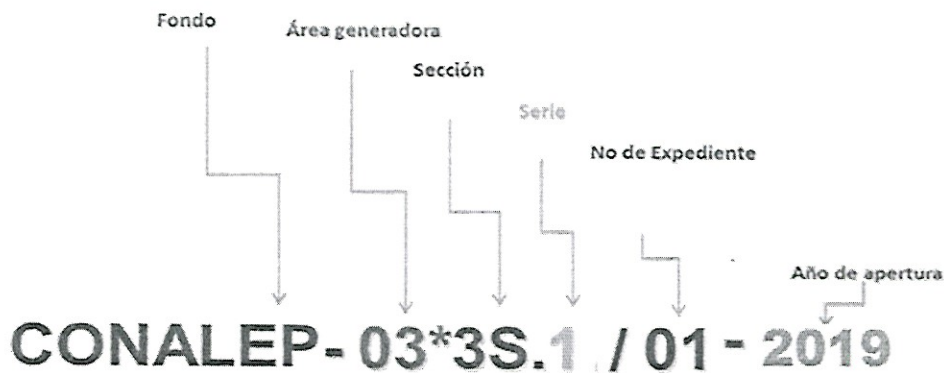 Fondo
Área generadora
Sección
Serie
No de Expediente
Año de apertura
CONALEP- 03*3S.1 / 01 - 2019